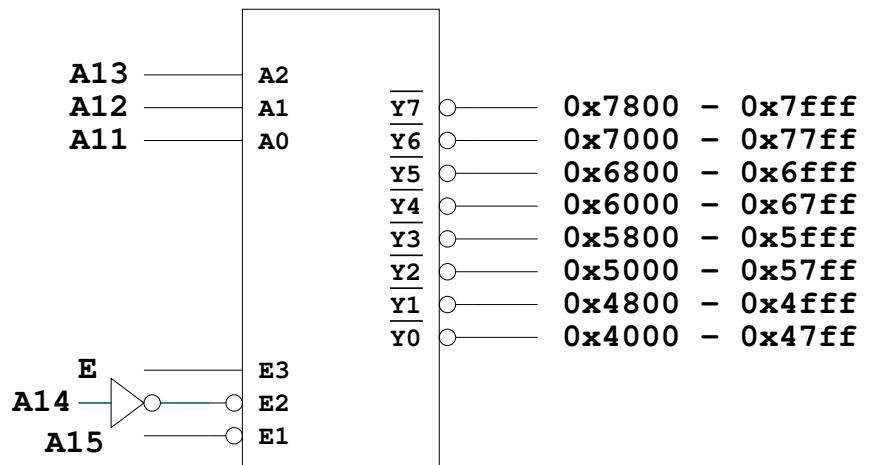 A13 A2
A12 A1 Y7 0x7800 - 0x7fff
A11 A0 Y6 0x7000 - 0x77ff
Y5 0x6800 - 0x6fff
Y4 0x6000 - 0x67ff
Y3 0x5800 - 0x5fff
Y2 0x5000 - 0x57ff
Y1 0x4800 - 0x4fff
Y0 0x4000 - 0x47ff
E E3
A14 E2
A15 E1